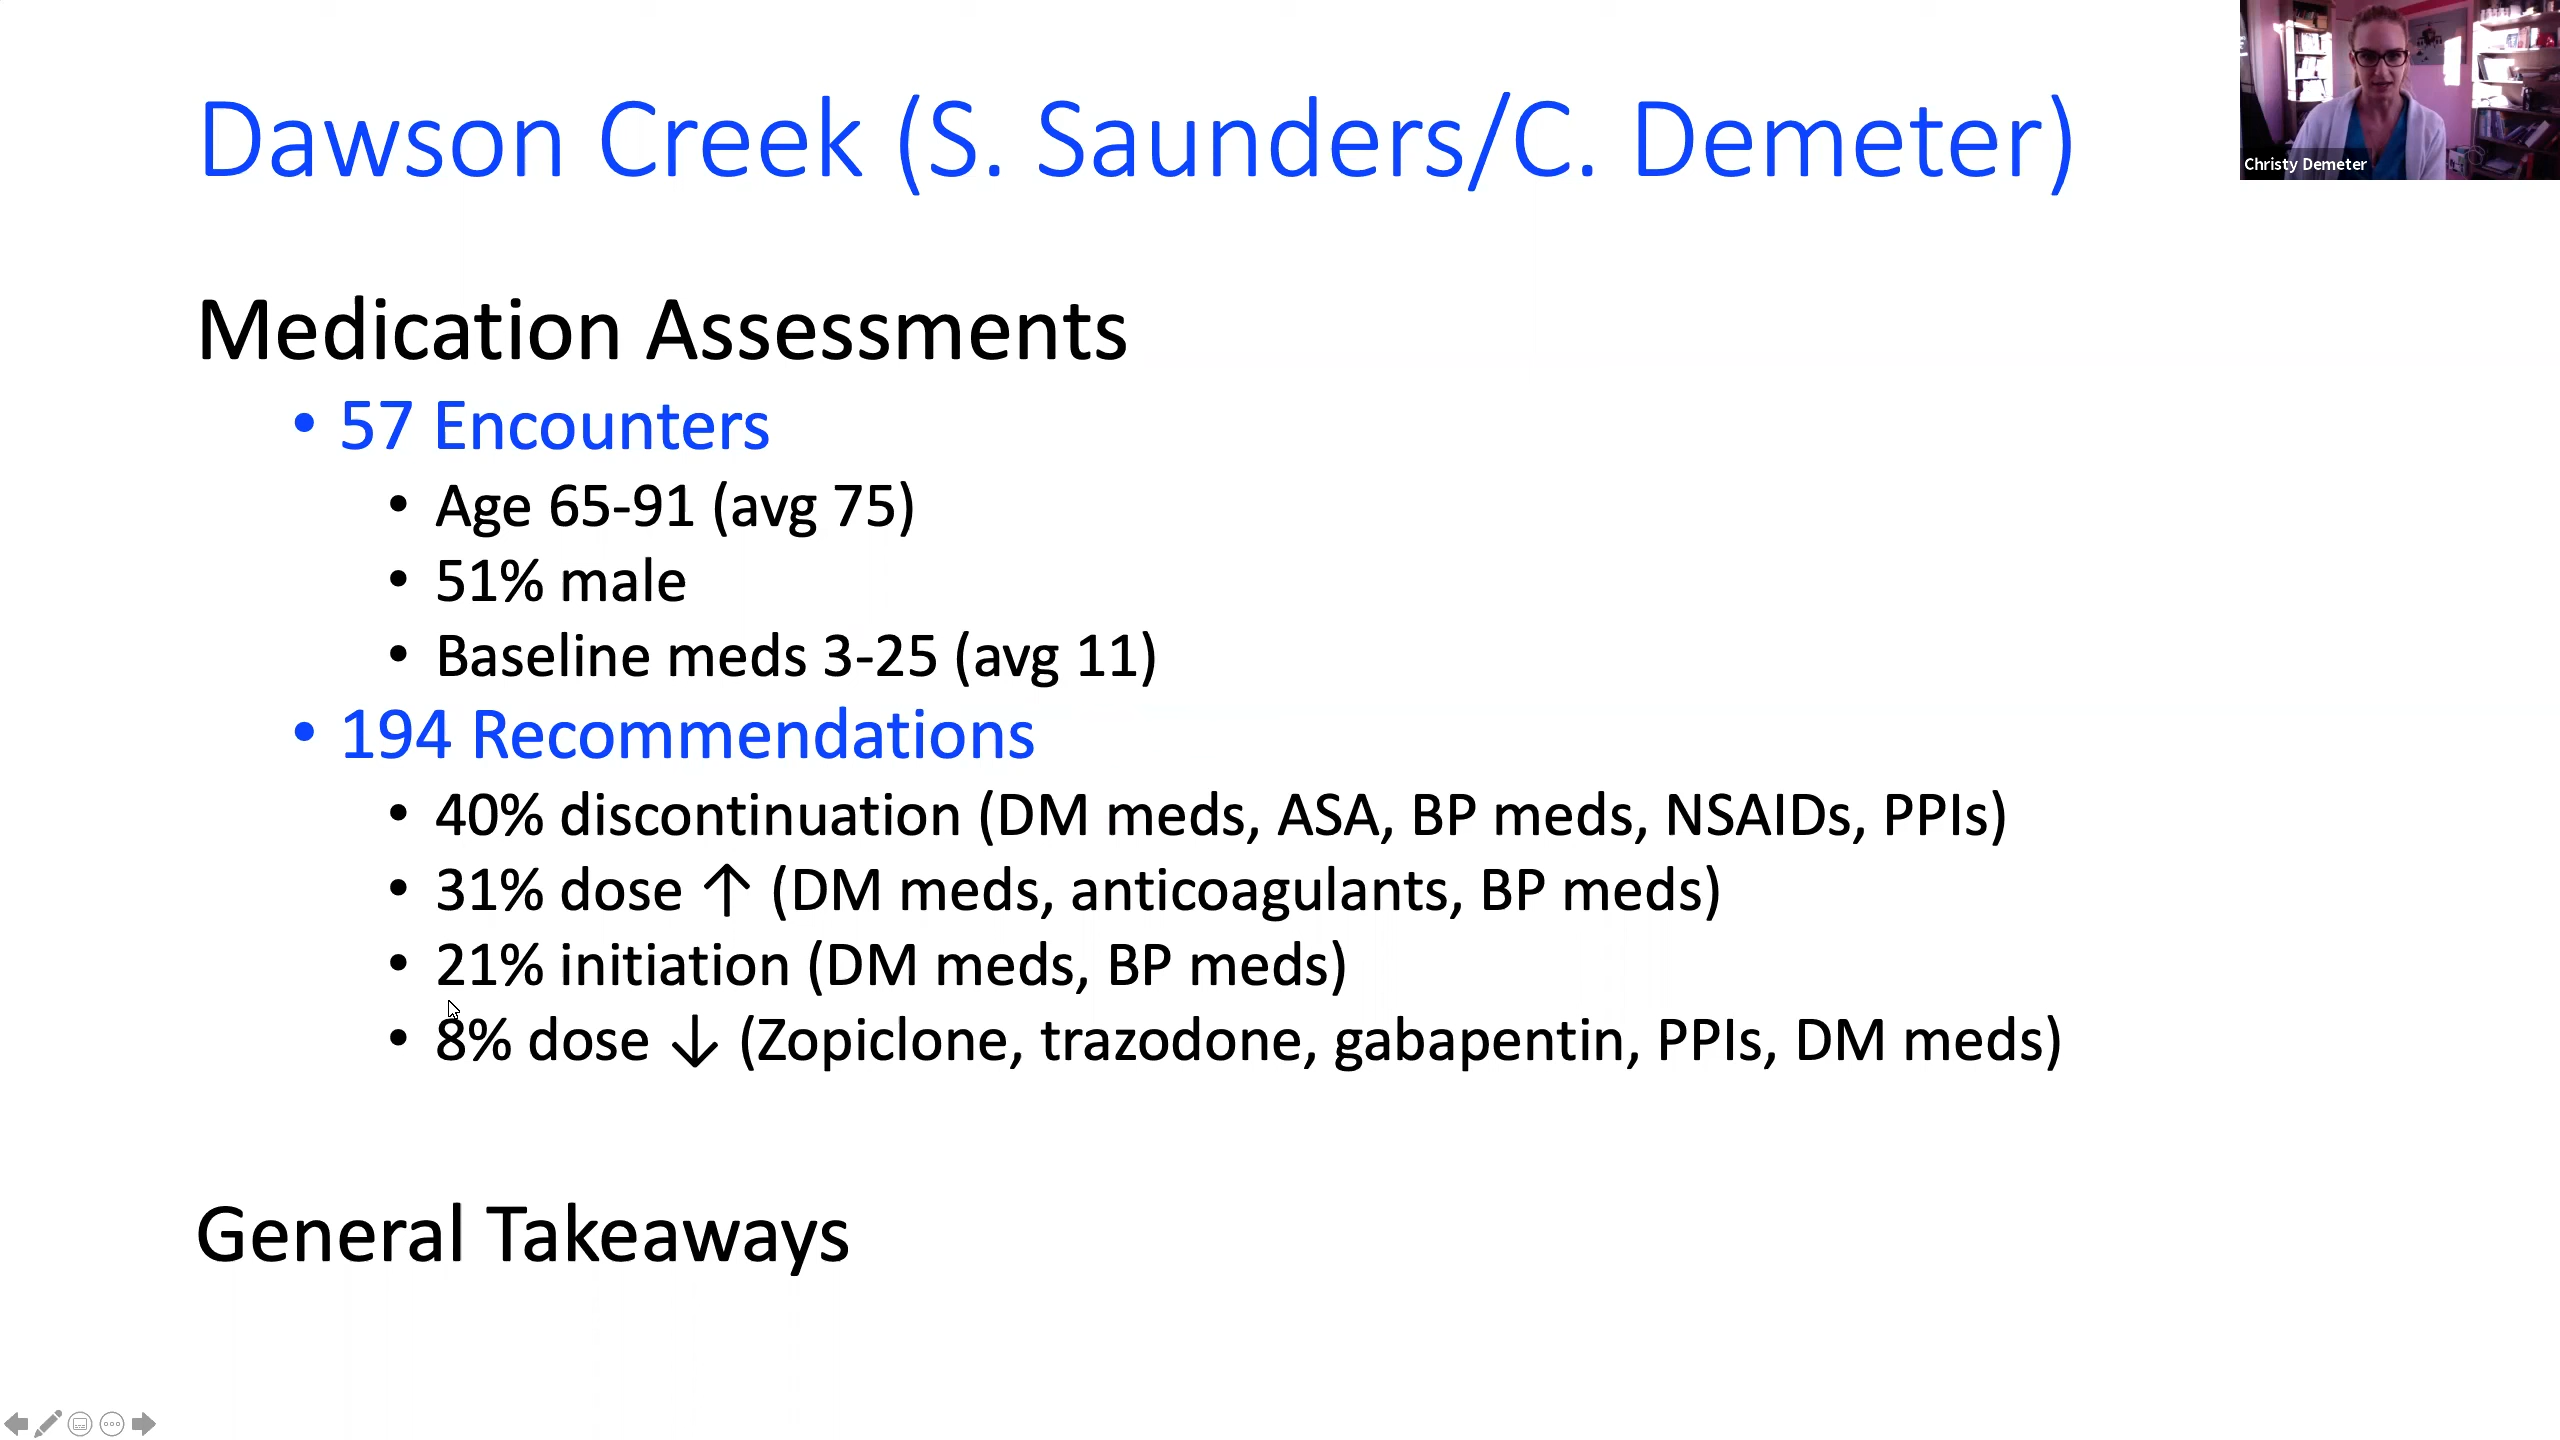 Dawson Creek (S. Saunders/C. Demeter)
Christy Demeter
Medication Assessments
• 57 Encounters
• Age 65-91 (avg 75)
• 51% male
• Baseline meds 3-25 (avg 11)
• 194 Recommendations
• 40% discontinuation (DM meds, ASA, BP meds, NSAIDs, PPIs)
• 31% dose ↑ (DM meds, anticoagulants, BP meds)
• 21% initiation (DM meds, BP meds)
• 8% dose ↓ (Zopiclone, trazodone, gabapentin, PPIs, DM meds)
General Takeaways